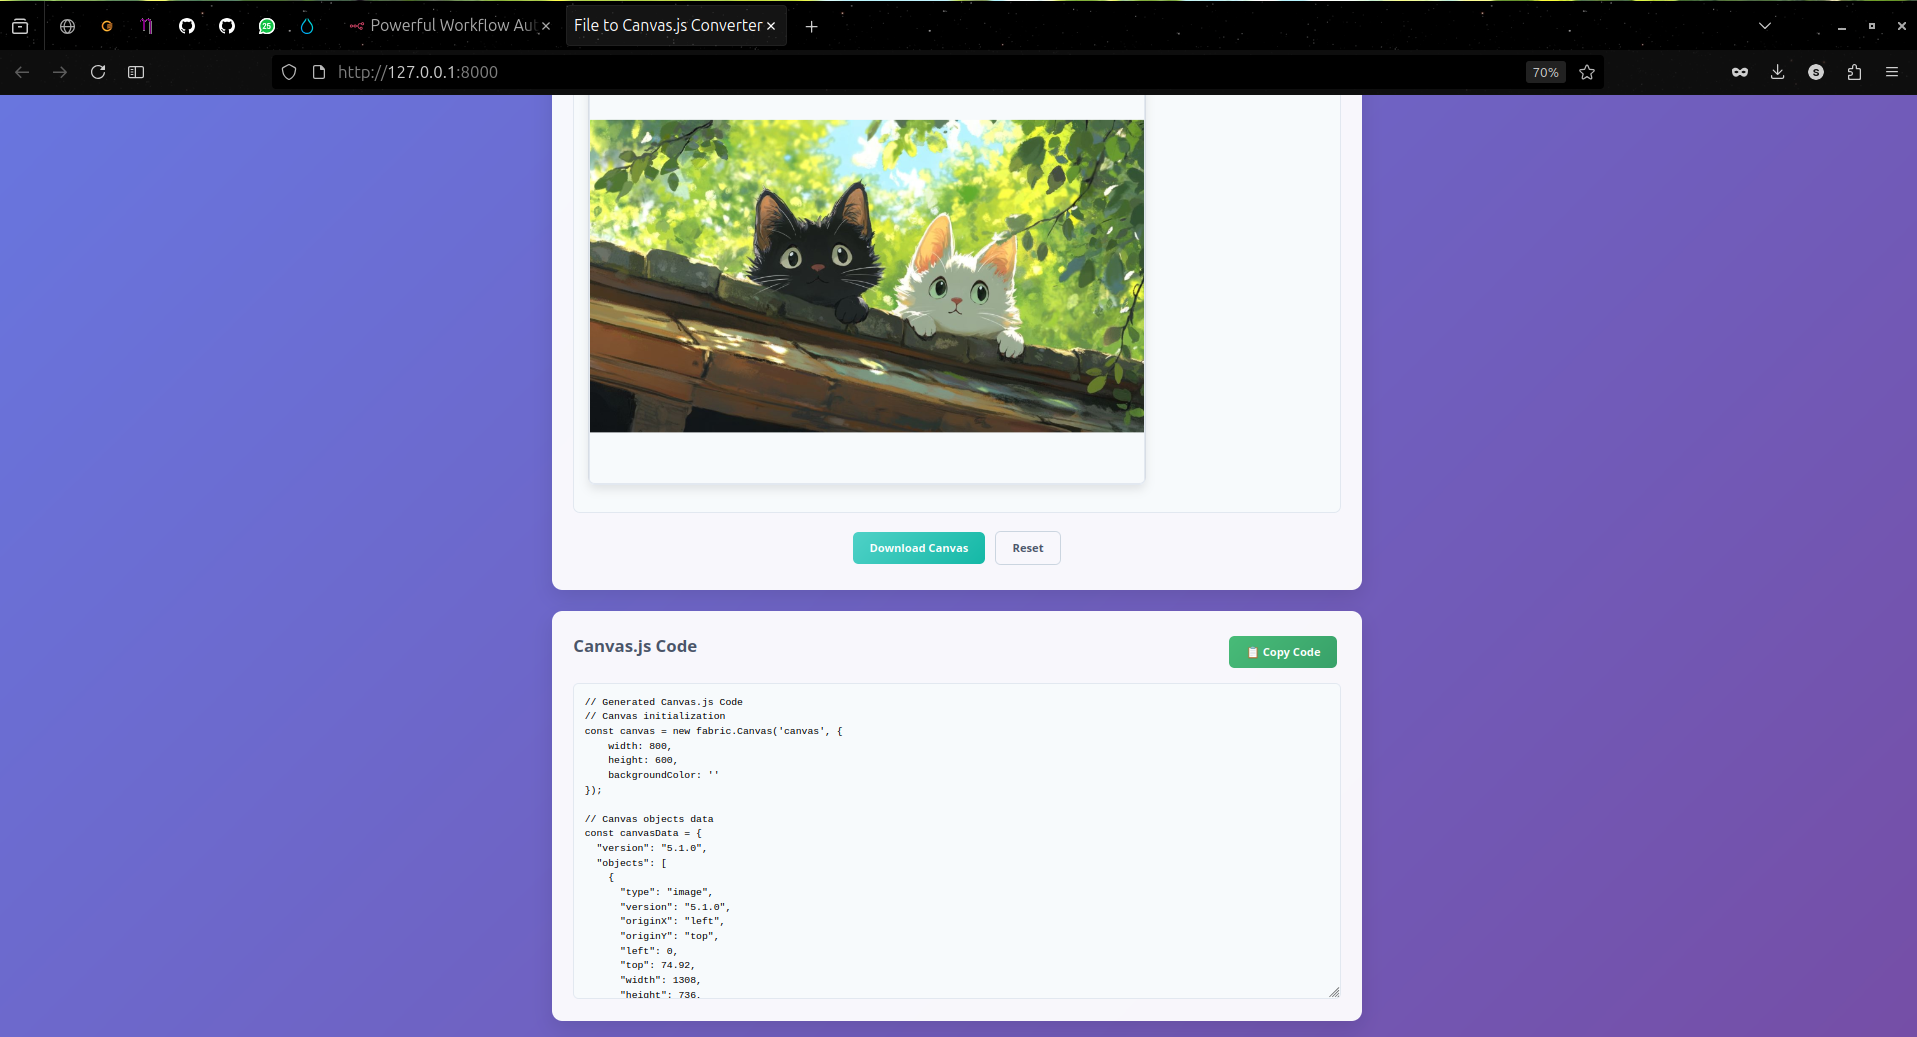 Powerful Workflow Aut
File to Canvas.js Converter
http://127.0.0.1:8000
70%
S
25
Download Canvas
Reset
Canvas.js Code
Copy Code
// Generated Canvas.js Code
// Canvas initialization
const canvas = new fabric.Canvas('canvas', {
    width: 800,
    height: 600,
    backgroundColor: ''
});

// Canvas objects data
const canvasData = {
  "version": "5.1.0",
  "objects": [
    {
      "type": "image",
      "version": "5.1.0",
      "originX": "left",
      "originY": "top",
      "left": 0,
      "top": 74.92,
      "width": 1308,
      "height": 736,